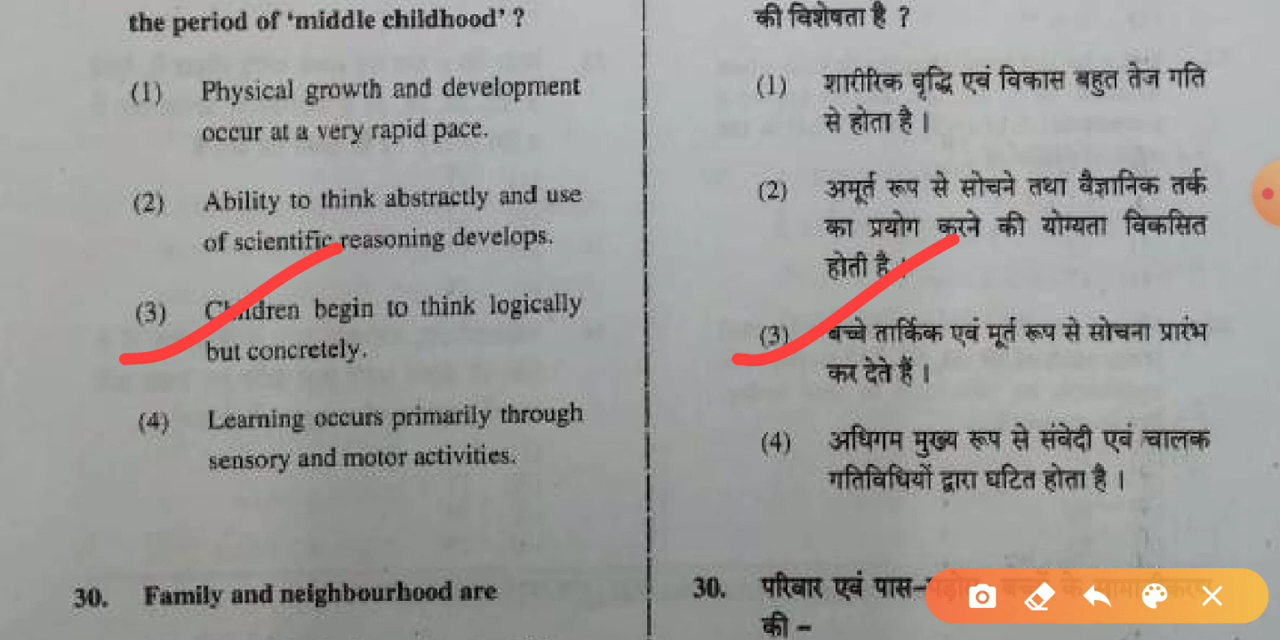 the period of ‘middle childhood’ ?
(1) Physical growth and development
occur at a very rapid pace.
(2) Ability to think abstractly and use
of scientific reasoning develops.
(3) Children begin to think logically
but concretely.
(4) Learning occurs primarily through
sensory and motor activities.
30. Family and neighbourhood are
की विशेषता है ?
(1) शारीरिक वृद्धि एवं विकास बहुत तेज गति
से होता है ।
(2) अमूर्त रूप से सोचने तथा वैज्ञानिक तर्क
का प्रयोग करने की योग्यता विकसित
होती है ।
(3) बच्चे तार्किक एवं मूर्त रूप से सोचना प्रारंभ
कर देते हैं ।
(4) अधिगम मुख्य रूप से संवेदी एवं चालक
गतिविधियों द्वारा घटित होता है ।
30. परिवार एवं पास-
की –